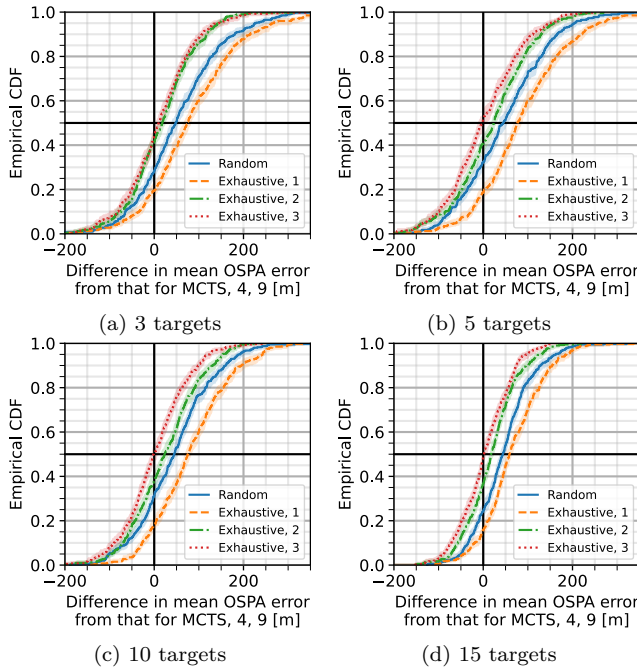 1.0
0.8
0.6
0.4
0.2
0.0
Empirical CDF
Random
Exhaustive, 1
Exhaustive, 2
Exhaustive, 3
−200 0 200
Difference in mean OSPA error
from that for MCTS, 4, 9 [m]
(a) 3 targets
1.0
0.8
0.6
0.4
0.2
0.0
Empirical CDF
Random
Exhaustive, 1
Exhaustive, 2
Exhaustive, 3
−200 0 200
Difference in mean OSPA error
from that for MCTS, 4, 9 [m]
(b) 5 targets
1.0
0.8
0.6
0.4
0.2
0.0
Empirical CDF
Random
Exhaustive, 1
Exhaustive, 2
Exhaustive, 3
−200 0 200
Difference in mean OSPA error
from that for MCTS, 4, 9 [m]
(c) 10 targets
1.0
0.8
0.6
0.4
0.2
0.0
Empirical CDF
Random
Exhaustive, 1
Exhaustive, 2
Exhaustive, 3
−200 0 200
Difference in mean OSPA error
from that for MCTS, 4, 9 [m]
(d) 15 targets